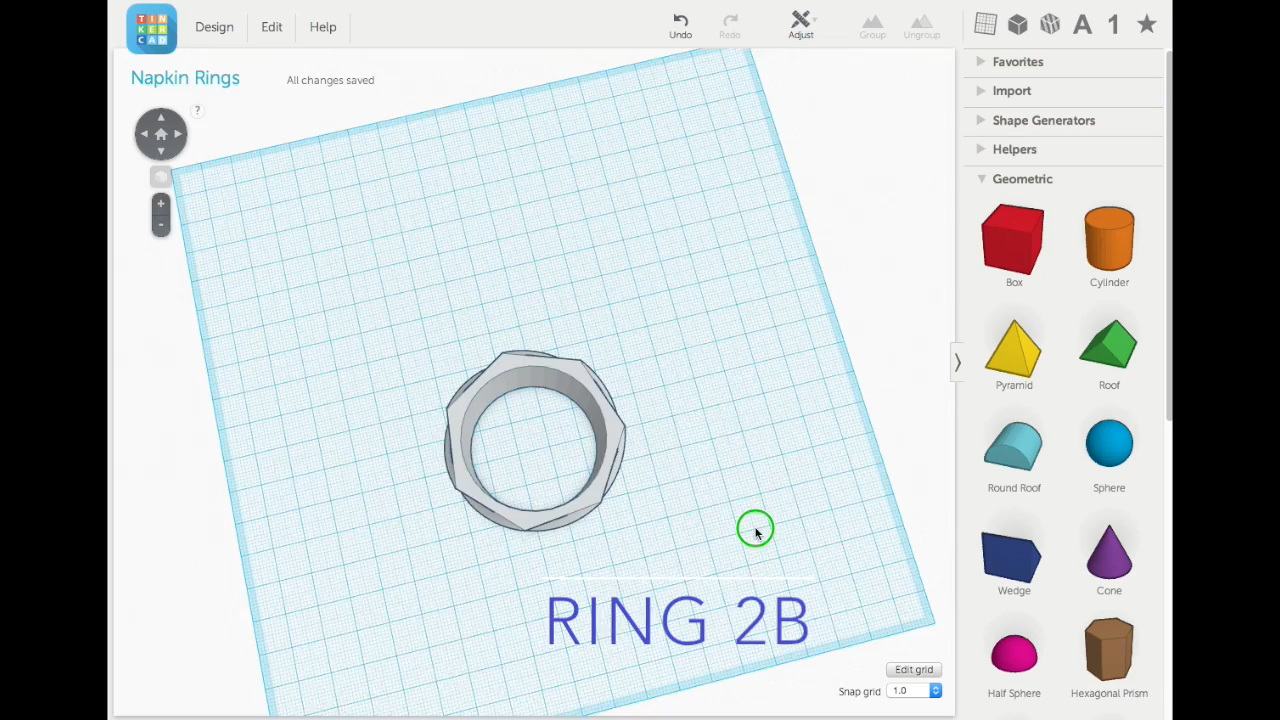 TIN
KER
CAD
Design
Edit
Help
Undo
Redo
Adjust
Group
Ungroup
A
1
Napkin Rings
All changes saved
?
+
-
Favorites
Import
Shape Generators
Helpers
Geometric
Box
Cylinder
Pyramid
Roof
Round Roof
Sphere
Wedge
Cone
Half Sphere
Hexagonal Prism
RING 2B
Edit grid
Snap grid
1.0